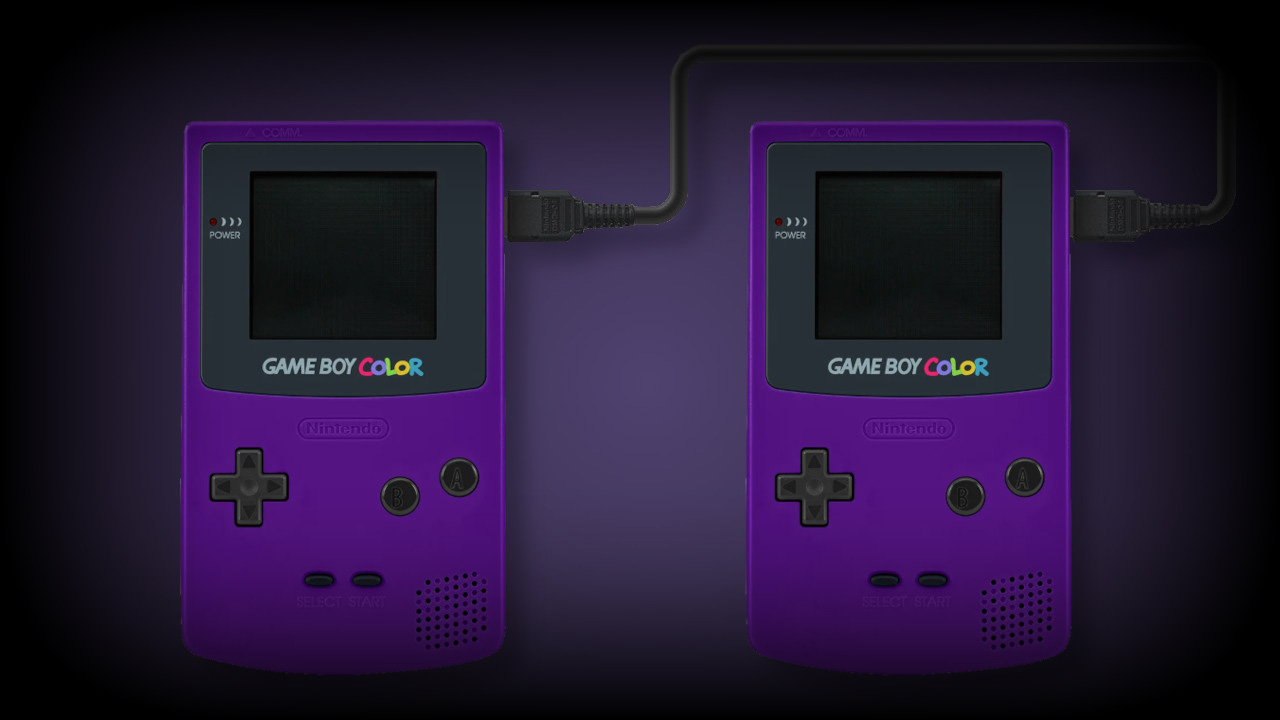 COMM.
POWER
GAME BOY COLOR
Nintendo
B
A
SELECT START
COMM.
POWER
GAME BOY COLOR
Nintendo
B
A
SELECT START